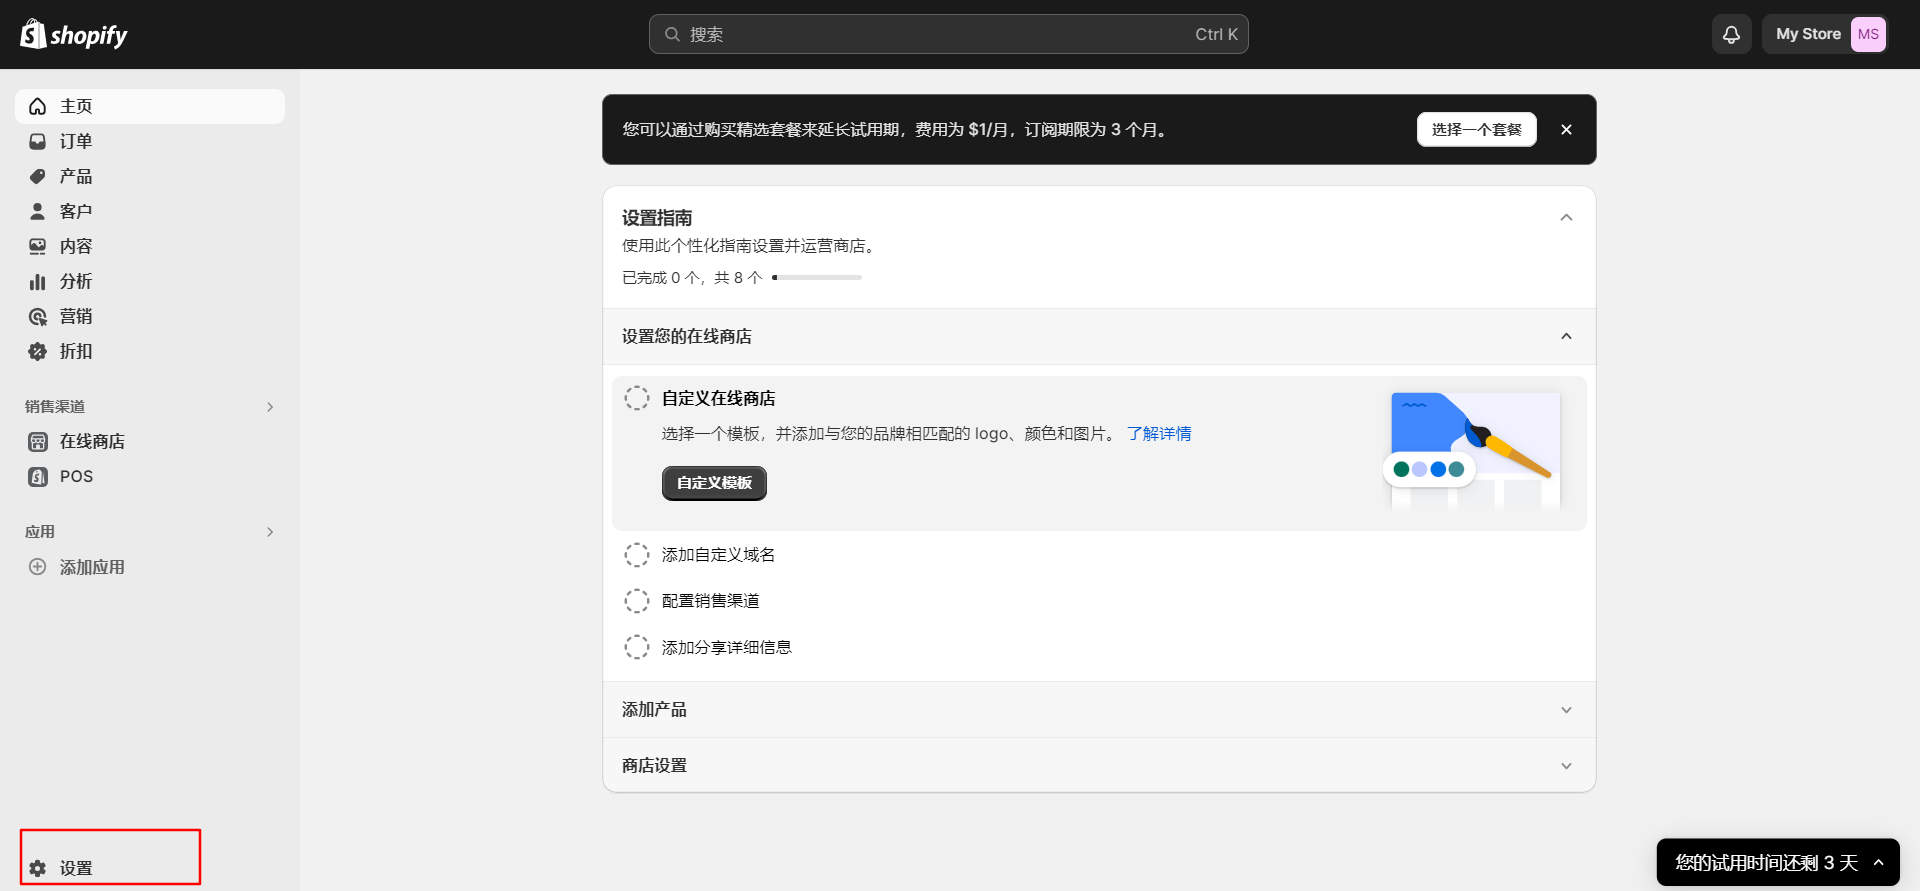 shopify
搜索 Ctrl K
My Store MS
主页
订单
产品
客户
内容
分析
营销
折扣
销售渠道
在线商店
POS
应用
添加应用
设置
您可以通过购买精选套餐来延长试用期，费用为 $1/月，订阅期限为 3 个月。
选择一个套餐
设置指南
使用此个性化指南设置并运营商店。
已完成 0 个，共 8 个
设置您的在线商店
自定义在线商店
选择一个模板，并添加与您的品牌相匹配的 logo、颜色和图片。 了解详情
自定义模板
添加自定义域名
配置销售渠道
添加分享详细信息
添加产品
商店设置
您的试用时间还剩 3 天